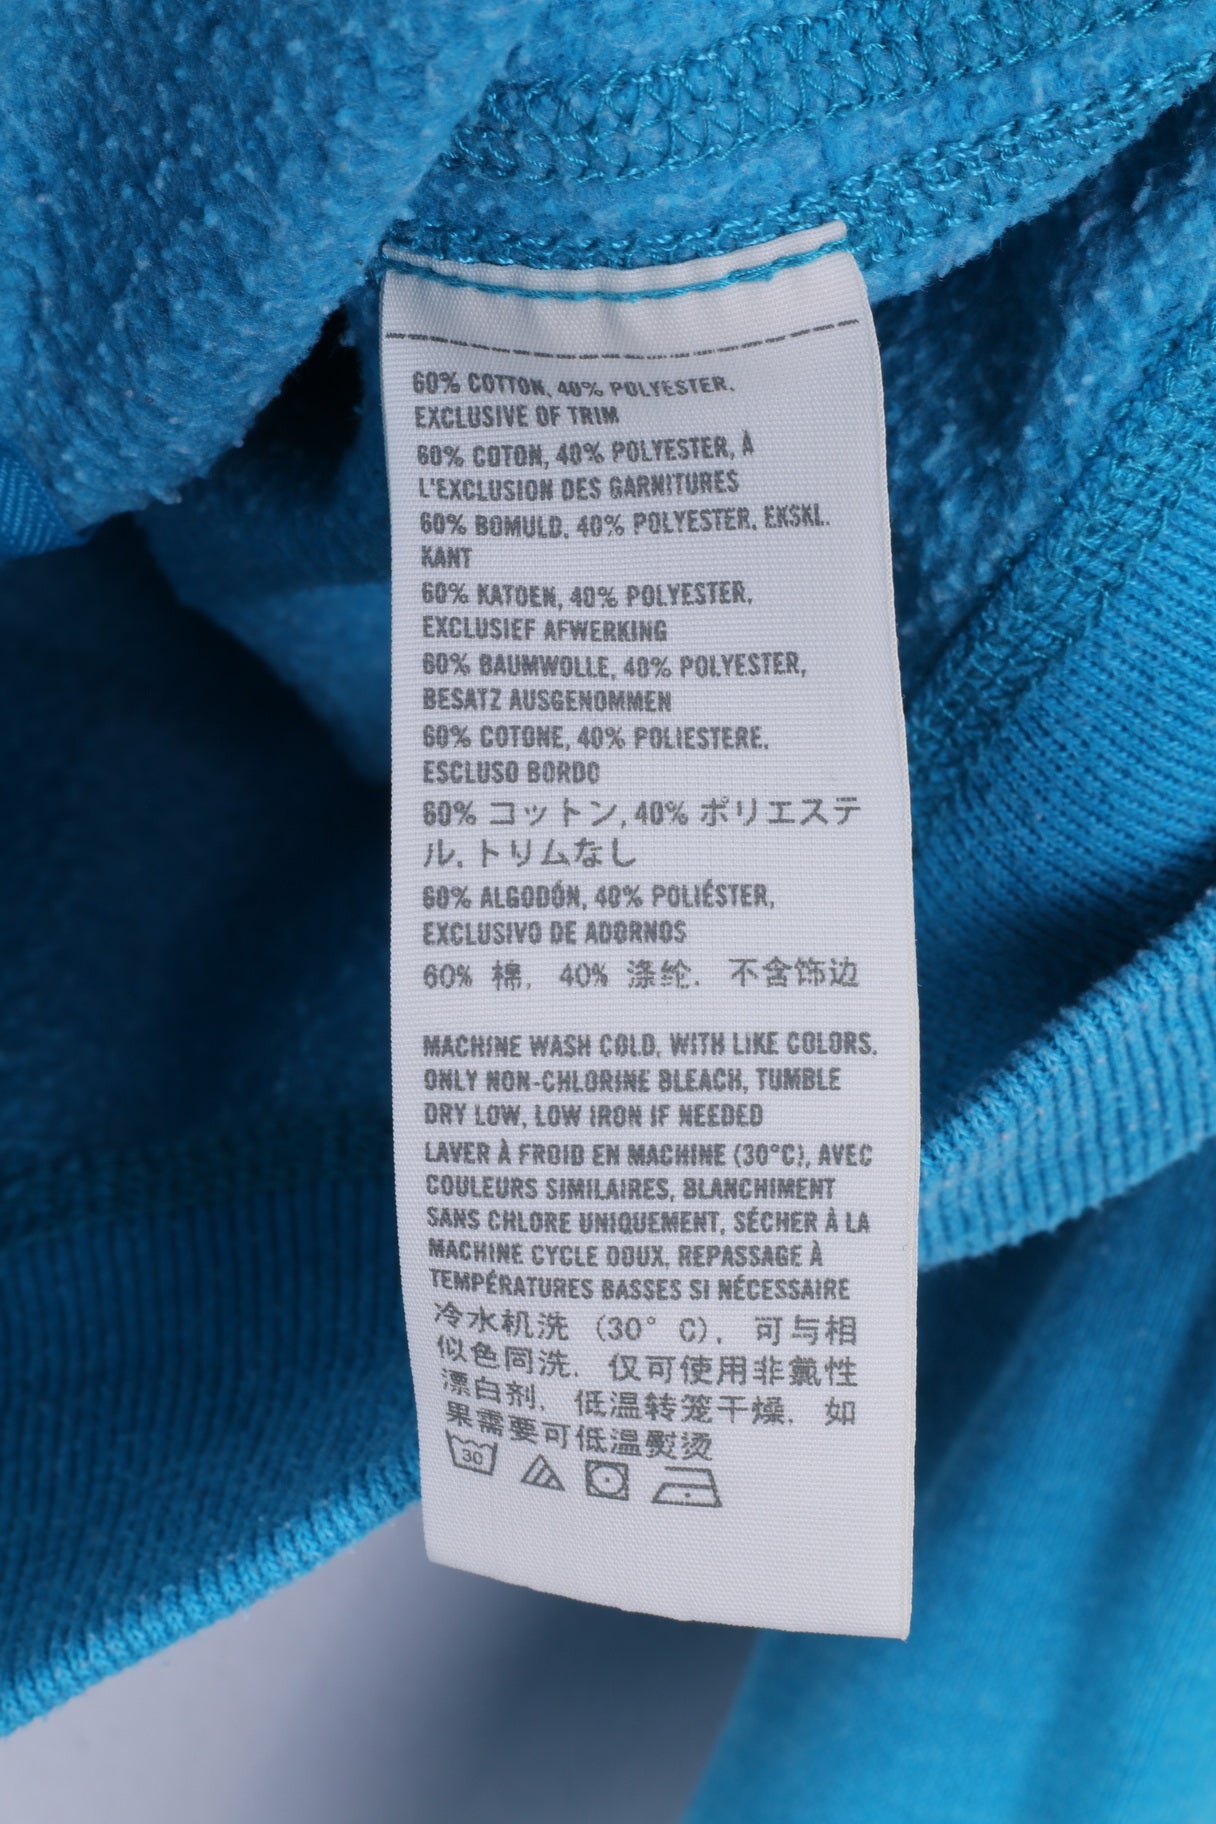 60% COTTON, 40% POLYESTER.
EXCLUSIVE OF TRIM
60% COTON, 40% POLYESTER, À
L'EXCLUSION DES GARNITURES
60% BOMULD, 40% POLYESTER, EKSKL.
KANT
60% KATOEN, 40% POLYESTER,
EXCLUSIEF AFWERKING
60% BAUMWOLLE, 40% POLYESTER,
BESATZ AUSGENOMMEN
60% COTONE, 40% POLIESTERE.
ESCLUSO BORDO
60% コットン, 40% ポリエステ
ル, トリムなし
60% ALGODÓN, 40% POLIÉSTER,
EXCLUSIVO DE ADORNOS
60% 棉, 40% 涤纶. 不含饰边
MACHINE WASH COLD, WITH LIKE COLORS.
ONLY NON-CHLORINE BLEACH, TUMBLE
DRY LOW, LOW IRON IF NEEDED
LAVER À FROID EN MACHINE (30°C), AVEC
COULEURS SIMILAIRES, BLANCHIMENT
SANS CHLORE UNIQUEMENT, SÉCHER À LA
MACHINE CYCLE DOUX, REPASSAGE À
TEMPÉRATURES BASSES SI NÉCESSAIRE
冷水机洗 (30° C), 可与相
似色同洗. 仅可使用非氯性
漂白剂, 低温转笼干燥. 如
果需要可低温熨烫
30